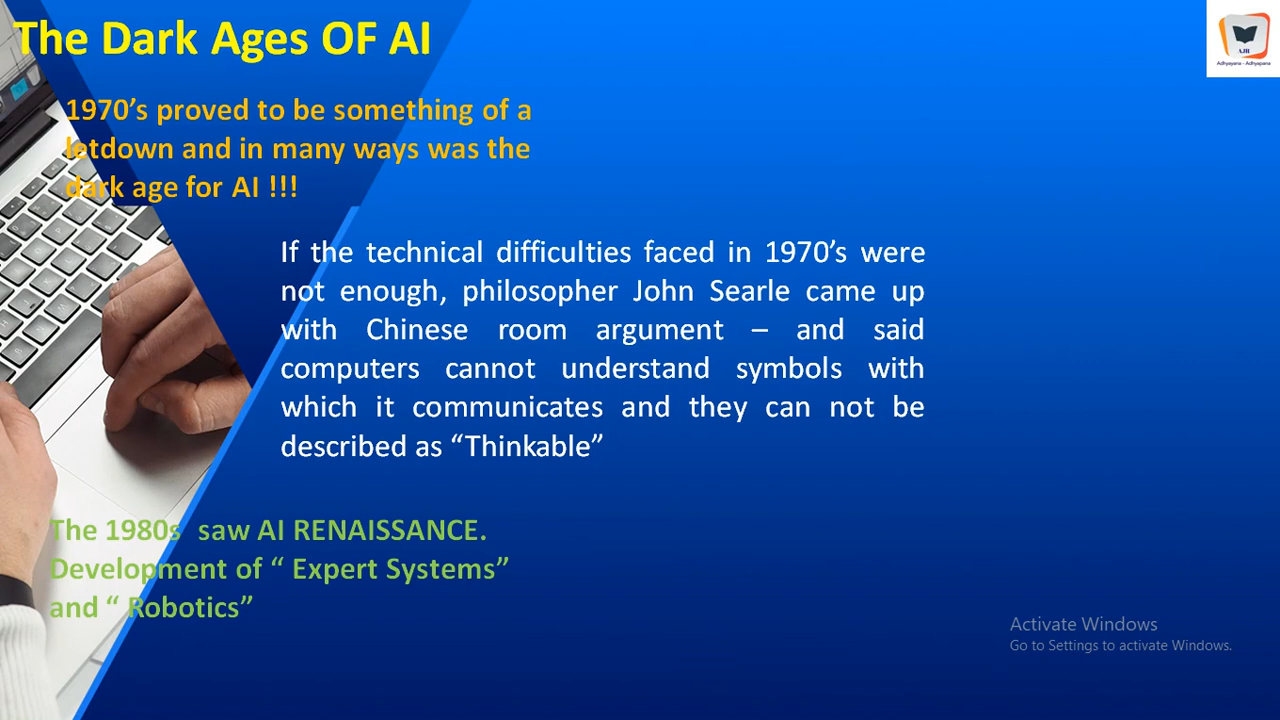 The Dark Ages OF AI
AJR
Adhyayana - Adhyapana
1970’s proved to be something of a
letdown and in many ways was the
dark age for AI !!!
If the technical difficulties faced in 1970’s were
not enough, philosopher John Searle came up
with Chinese room argument – and said
computers cannot understand symbols with
which it communicates and they can not be
described as “Thinkable”
The 1980s  saw AI RENAISSANCE.
Development of “ Expert Systems”
and “ Robotics”
Activate Windows
Go to Settings to activate Windows.